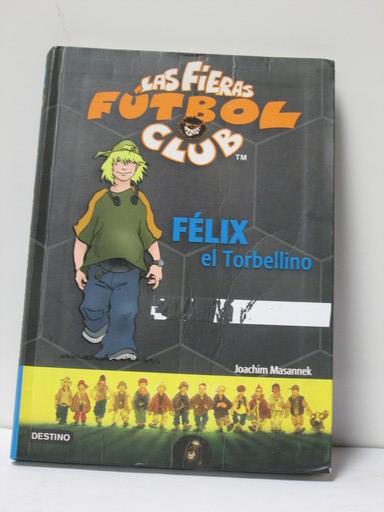 LAS FIERAS
FÚTBOL
CLUB TM
FÉLIX
el Torbellino
Joachim Masannek
DESTINO